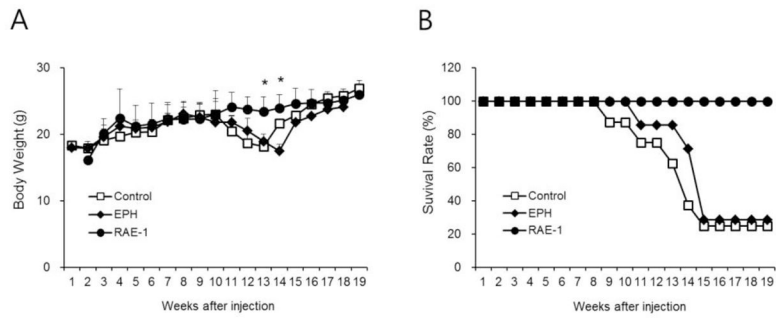 A
30
20
10
0
Body Weight (g)
* *
Control
EPH
RAE-1
1 2 3 4 5 6 7 8 9 10 11 12 13 14 15 16 17 18 19
Weeks after injection
B
120
100
80
60
40
20
0
Suvival Rate (%)
Control
EPH
RAE-1
1 2 3 4 5 6 7 8 9 10 11 12 13 14 15 16 17 18 19
Weeks after injection